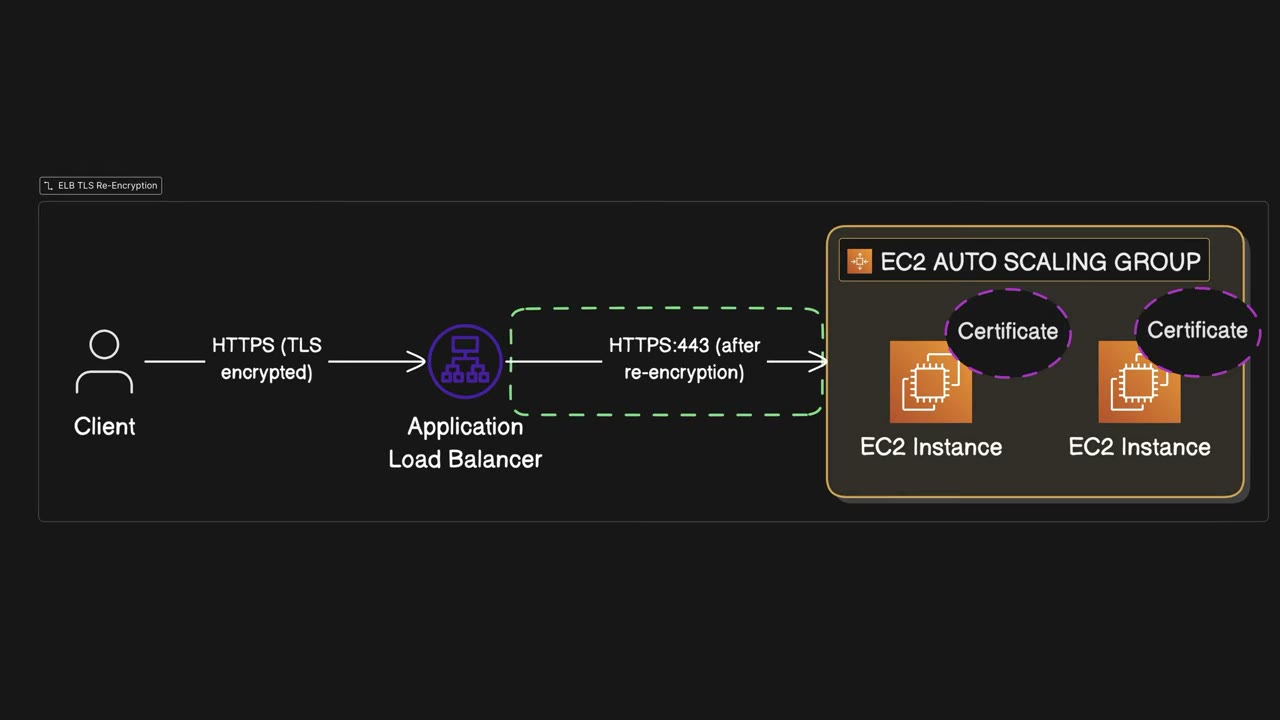 ELB TLS Re-Encryption
EC2 AUTO SCALING GROUP
HTTPS (TLS
encrypted)
HTTPS:443 (after
re-encryption)
Certificate
Certificate
Client
Application
Load Balancer
EC2 Instance
EC2 Instance